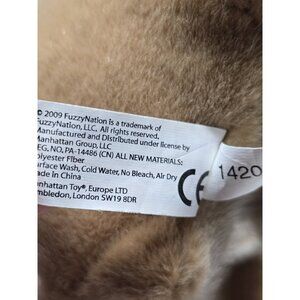 © 2009 FuzzyNation is a trademark of
FuzzyNation, LLC, All rights reserved.
Manufactured and Distributed under license by
Manhattan Group, LLC
REG, NO, PA-14486 (CN) ALL NEW MATERIALS:
Polyester Fiber
Surface Wash, Cold Water, No Bleach, Air Dry
Made in China
Manhattan Toy®, Europe LTD
Wimbledon, London SW19 8DR
CE
1420